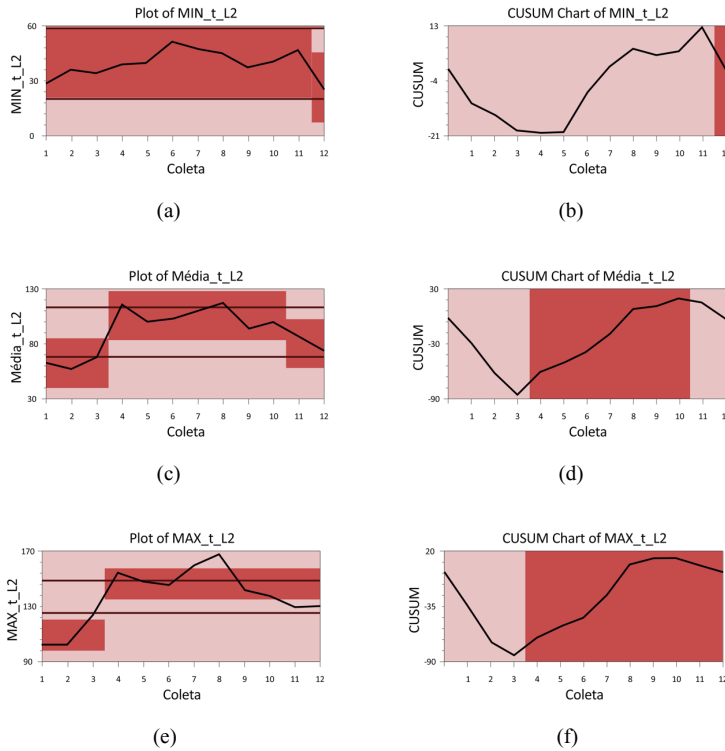 Plot of MIN_t_L2
60
30
0
MIN_t_L2
1 2 3 4 5 6 7 8 9 10 11 12
Coleta
(a)
CUSUM Chart of MIN_t_L2
13
-4
-21
CUSUM
1 2 3 4 5 6 7 8 9 10 11 12
Coleta
(b)
Plot of Média_t_L2
130
80
30
Média_t_L2
1 2 3 4 5 6 7 8 9 10 11 12
Coleta
(c)
CUSUM Chart of Média_t_L2
30
-30
-90
CUSUM
1 2 3 4 5 6 7 8 9 10 11 12
Coleta
(d)
Plot of MAX_t_L2
170
130
90
MAX_t_L2
1 2 3 4 5 6 7 8 9 10 11 12
Coleta
(e)
CUSUM Chart of MAX_t_L2
20
-35
-90
CUSUM
1 2 3 4 5 6 7 8 9 10 11 12
Coleta
(f)